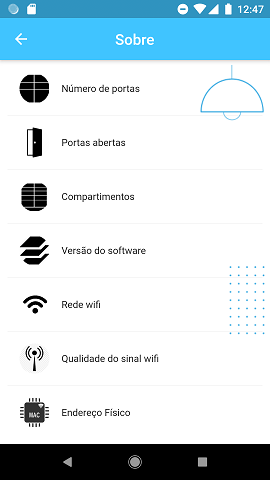 12:47
Sobre
Número de portas
Portas abertas
Compartimentos
Versão do software
Rede wifi
Qualidade do sinal wifi
MAC
Endereço Físico